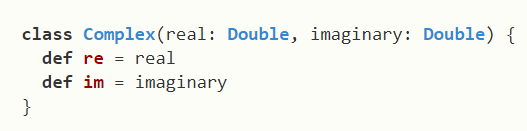 class Complex(real: Double, imaginary: Double) {
  def re = real
  def im = imaginary
}